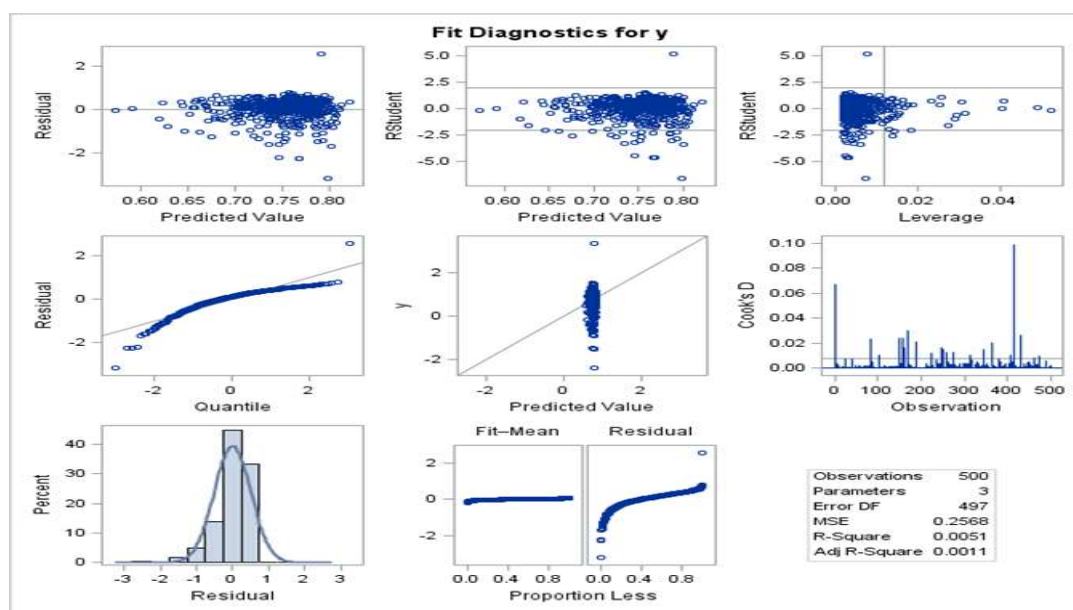 Fit Diagnostics for y
Residual
2
0
-2
0.60 0.65 0.70 0.75 0.80
Predicted Value
RStudent
5.0
2.5
0.0
-2.5
-5.0
0.60 0.65 0.70 0.75 0.80
Predicted Value
RStudent
5.0
2.5
0.0
-2.5
-5.0
0.00 0.02 0.04
Leverage
Residual
2
0
-2
-2 0 2
Quantile
y
2
0
-2
-2 0 2
Predicted Value
Cook's D
0.10
0.08
0.06
0.04
0.02
0.00
0 100 200 300 400 500
Observation
Percent
40
30
20
10
0
-3 -2 -1 0 1 2 3
Residual
Fit–Mean Residual
2
0
-2
0.0 0.4 0.8 0.0 0.4 0.8
Proportion Less
Observations 500
Parameters 3
Error DF 497
MSE 0.2568
R-Square 0.0051
Adj R-Square 0.0011